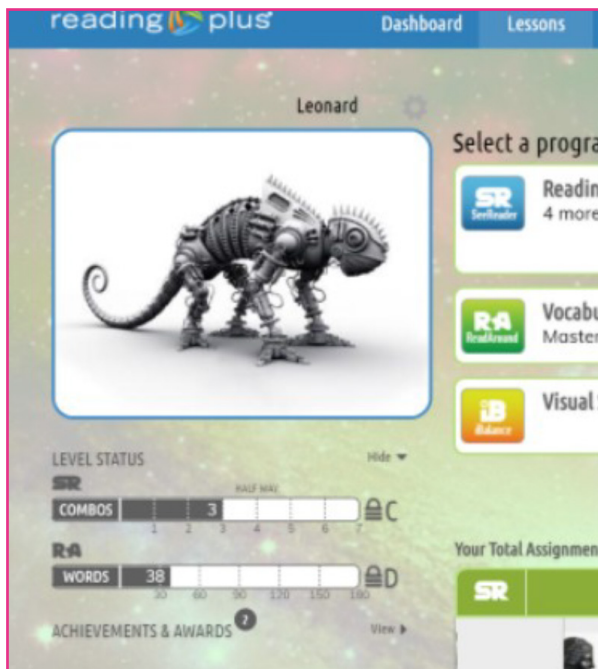 reading plus
Dashboard
Lessons
Leonard
Select a progra
SR
SeeReader
Readin
4 more
RA
ReadAround
Vocabu
Master
iB
iBalance
Visual
LEVEL STATUS
Hide
SR
HALF WAY
COMBOS 3
C
1 2 3 4 5 6 7
RA
WORDS 38
D
30 60 90 120 150 180
ACHIEVEMENTS & AWARDS 2
View
Your Total Assignmen
SR